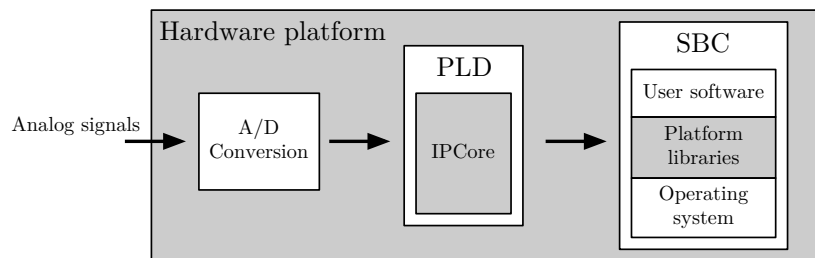 Hardware platform
Analog signals
A/D
Conversion
PLD
IPCore
SBC
User software
Platform
libraries
Operating
system